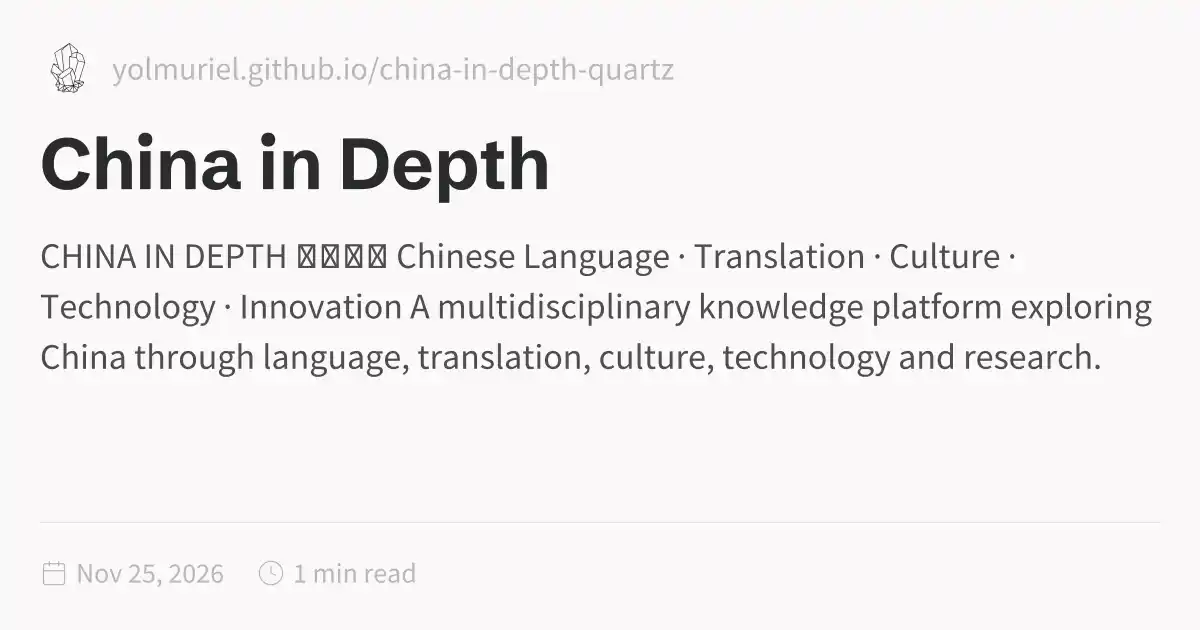 yolmuriel.github.io/china-in-depth-quartz
China in Depth
CHINA IN DEPTH Chinese Language · Translation · Culture ·
Technology · Innovation A multidisciplinary knowledge platform exploring
China through language, translation, culture, technology and research.
Nov 25, 2026
1 min read